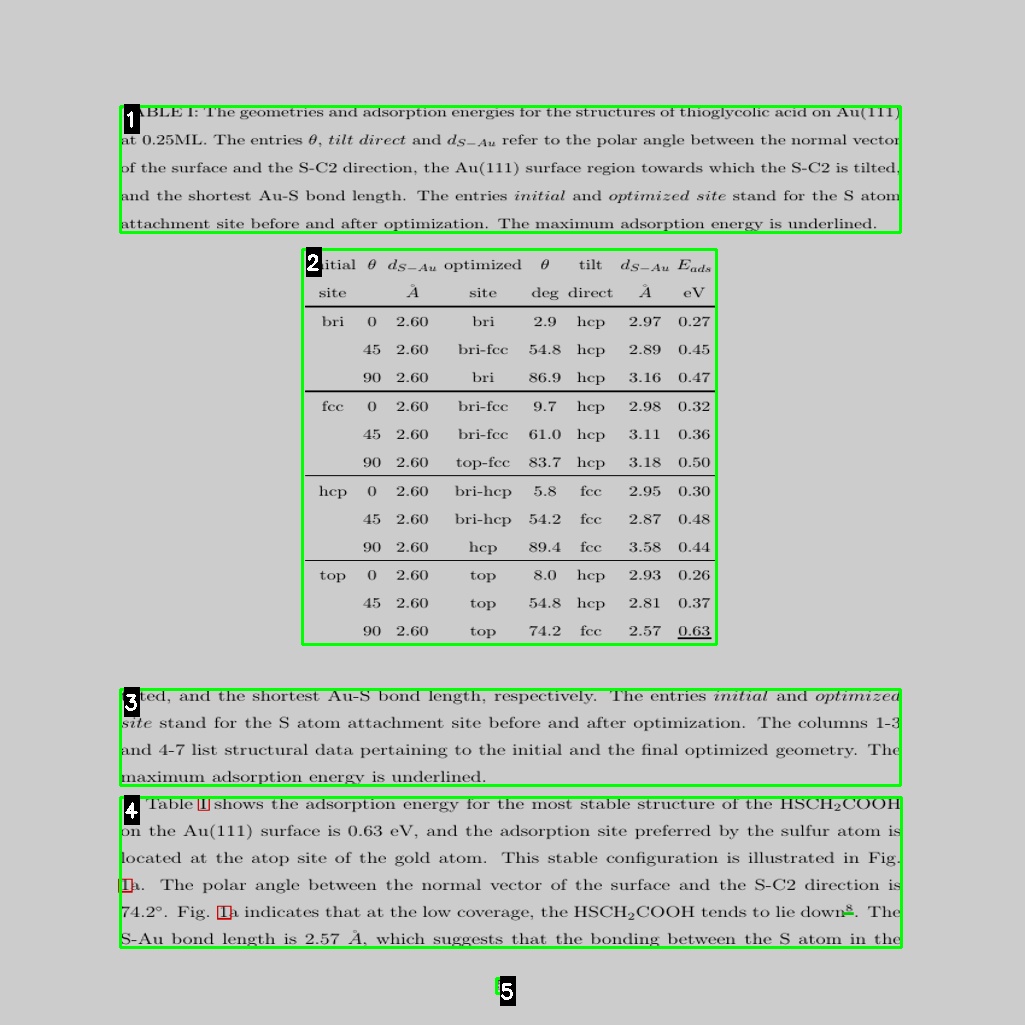 ABLE I: The geometries and adsorption energies for the structures of thioglycolic acid on Au(111)
at 0.25ML. The entries θ, tilt direct and d_{S−Au} refer to the polar angle between the normal vector
of the surface and the S-C2 direction, the Au(111) surface region towards which the S-C2 is tilted,
and the shortest Au-S bond length. The entries initial and optimized site stand for the S atom
attachment site before and after optimization. The maximum adsorption energy is underlined.
itial θ d_{S−Au} optimized θ tilt d_{S−Au} E_{ads}
site Å site deg direct Å eV
bri 0 2.60 bri 2.9 hcp 2.97 0.27
45 2.60 bri-fcc 54.8 hcp 2.89 0.45
90 2.60 bri 86.9 hcp 3.16 0.47
fcc 0 2.60 bri-fcc 9.7 hcp 2.98 0.32
45 2.60 bri-fcc 61.0 hcp 3.11 0.36
90 2.60 top-fcc 83.7 hcp 3.18 0.50
hcp 0 2.60 bri-hcp 5.8 fcc 2.95 0.30
45 2.60 bri-hcp 54.2 fcc 2.87 0.48
90 2.60 hcp 89.4 fcc 3.58 0.44
top 0 2.60 top 8.0 hcp 2.93 0.26
45 2.60 top 54.8 hcp 2.81 0.37
90 2.60 top 74.2 fcc 2.57 0.63
ted, and the shortest Au-S bond length, respectively. The entries initial and optimized
site stand for the S atom attachment site before and after optimization. The columns 1-3
and 4-7 list structural data pertaining to the initial and the final optimized geometry. The
maximum adsorption energy is underlined.
Table I shows the adsorption energy for the most stable structure of the HSCH₂COOH
on the Au(111) surface is 0.63 eV, and the adsorption site preferred by the sulfur atom is
located at the atop site of the gold atom. This stable configuration is illustrated in Fig.
1a. The polar angle between the normal vector of the surface and the S-C2 direction is
74.2°. Fig. 1a indicates that at the low coverage, the HSCH₂COOH tends to lie down⁸. The
S-Au bond length is 2.57 Å, which suggests that the bonding between the S atom in the
1
2
3
4
5